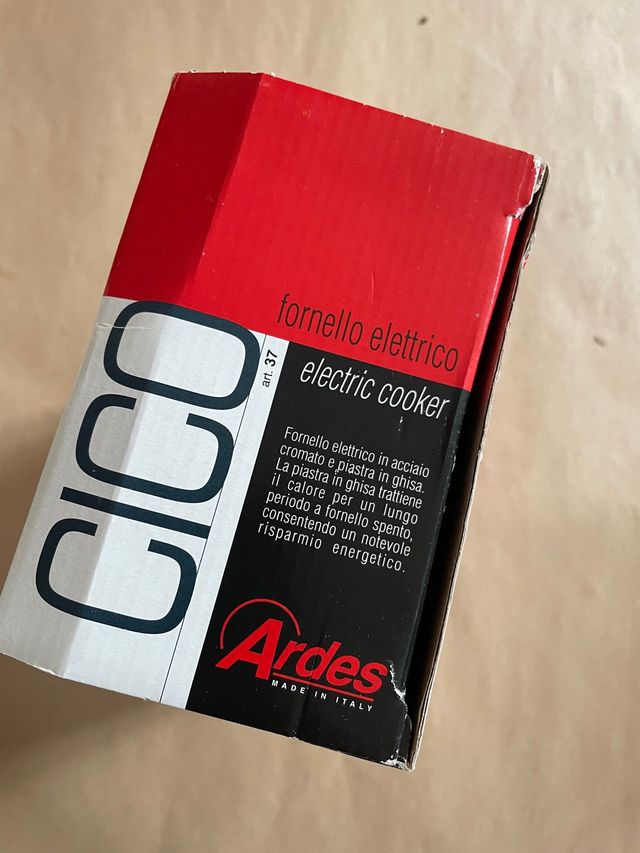 fornello elettrico
electric cooker
CICO
art. 37
Fornello elettrico in acciaio
cromato e piastra in ghisa.
La piastra in ghisa trattiene
il calore per un lungo
periodo a fornello spento,
consentendo un notevole
risparmio energetico.
Ardes
MADE IN ITALY